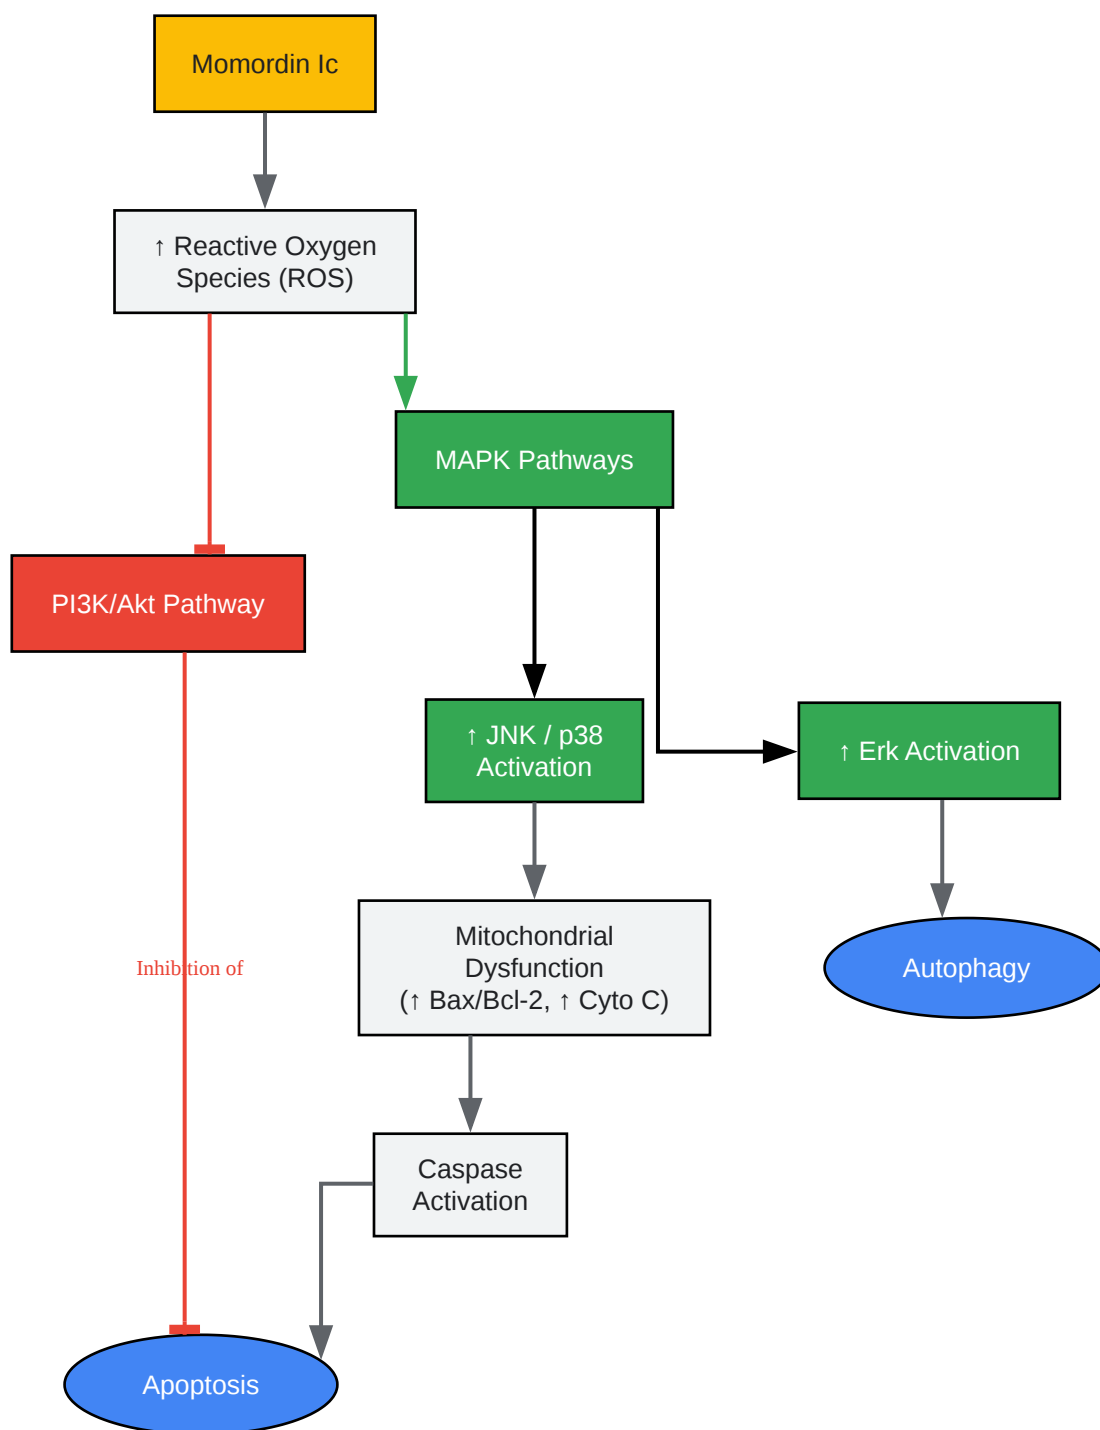 Momordin Ic
↑ Reactive Oxygen
Species (ROS)
MAPK Pathways
PI3K/Akt Pathway
↑ JNK / p38
Activation
↑ Erk Activation
Mitochondrial
Dysfunction
(↑ Bax/Bcl-2, ↑ Cyto C)
Autophagy
Inhibition of
Caspase
Activation
Apoptosis